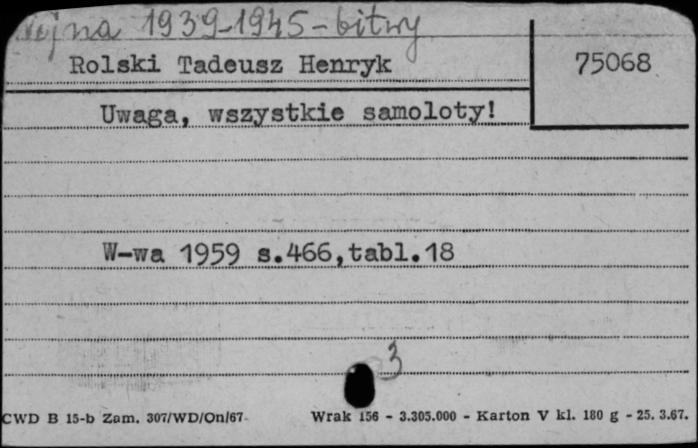 Wojna 1939-1945-bitwy
Rolski Tadeusz Henryk 75068
Uwaga, wszystkie samoloty!
W-wa 1959 s.466,tabl.18
3
CWD B 15-b Zam. 307/WD/On/67 Wrak 156 - 3.305.000 - Karton V kl. 180 g - 25. 3.67.